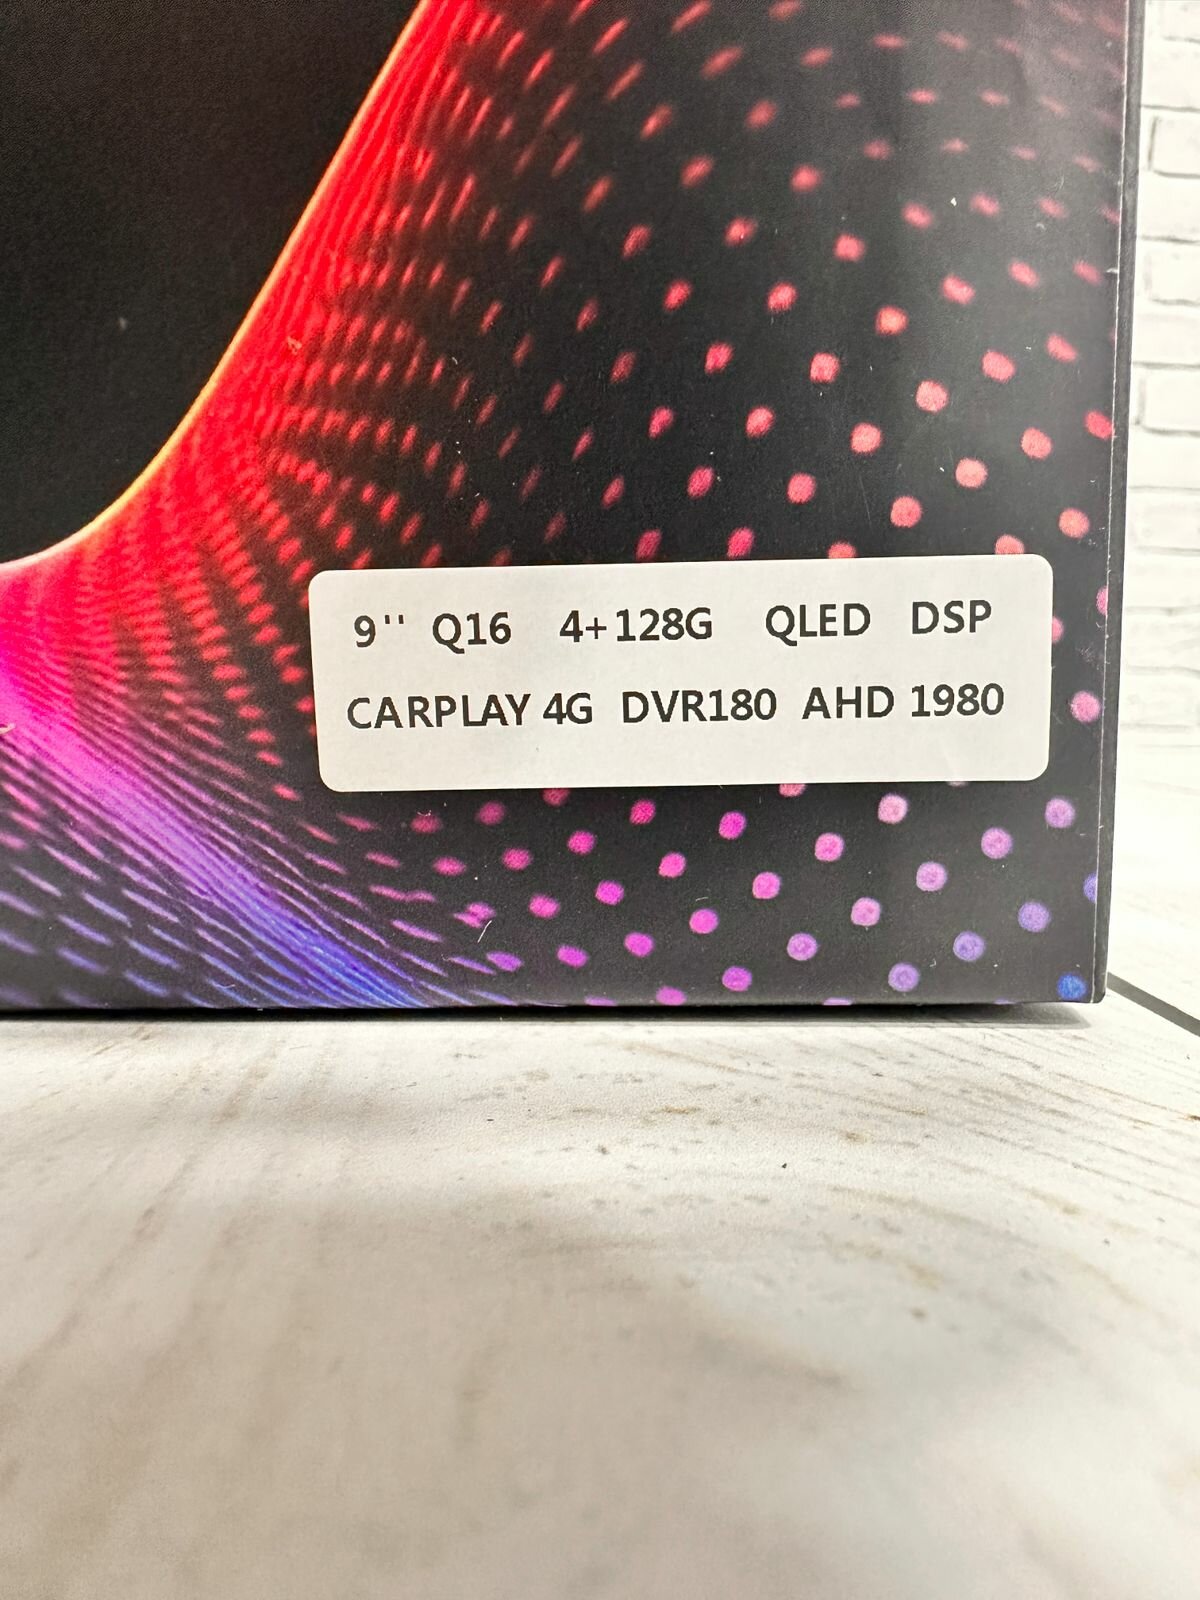 9'' Q16 4+128G QLED DSP
CARPLAY 4G DVR180 AHD 1980